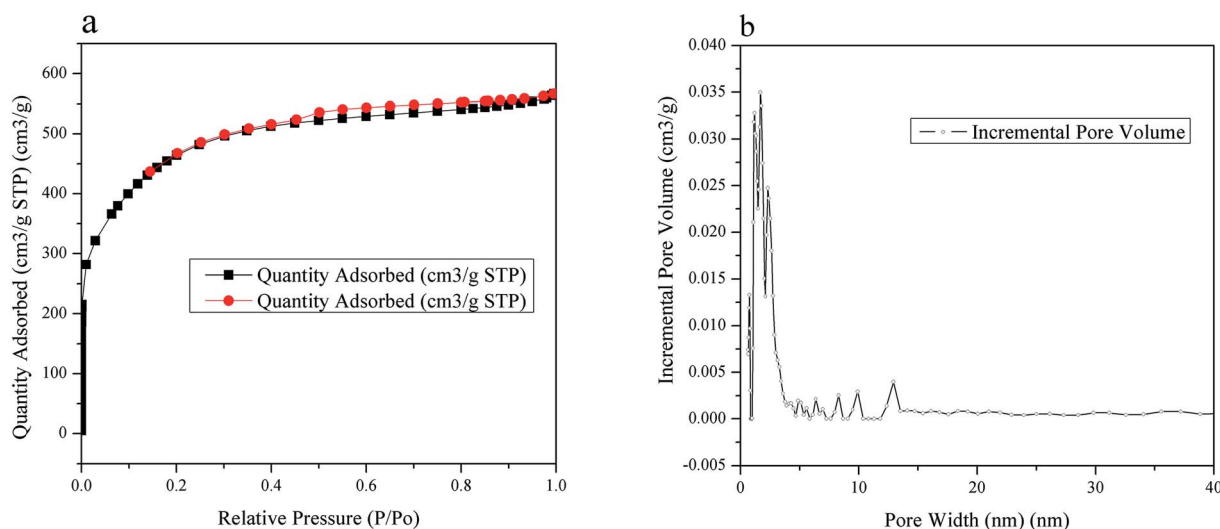 a
600
500
400
300
200
100
0
0.0 0.2 0.4 0.6 0.8 1.0
Quantity Adsorbed (cm3/g STP) (cm3/g)
Relative Pressure (P/Po)
Quantity Adsorbed (cm3/g STP)
Quantity Adsorbed (cm3/g STP)
b
0.040
0.035
0.030
0.025
0.020
0.015
0.010
0.005
0.000
-0.005
0 5 10 20 30 40
Incremental Pore Volume (cm3/g)
Pore Width (nm) (nm)
Incremental Pore Volume